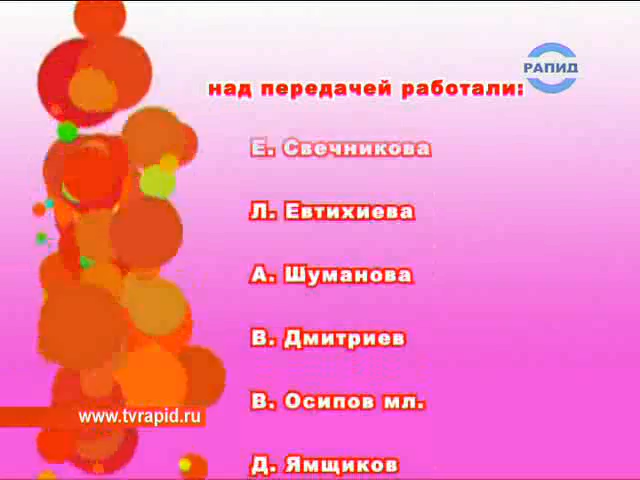 РАПИД
над передачей работали:
Е. Свечникова
Л. Евтихиева
А. Шуманова
В. Дмитриев
В. Осипов мл.
Д. Ямщиков
www.tvrapid.ru